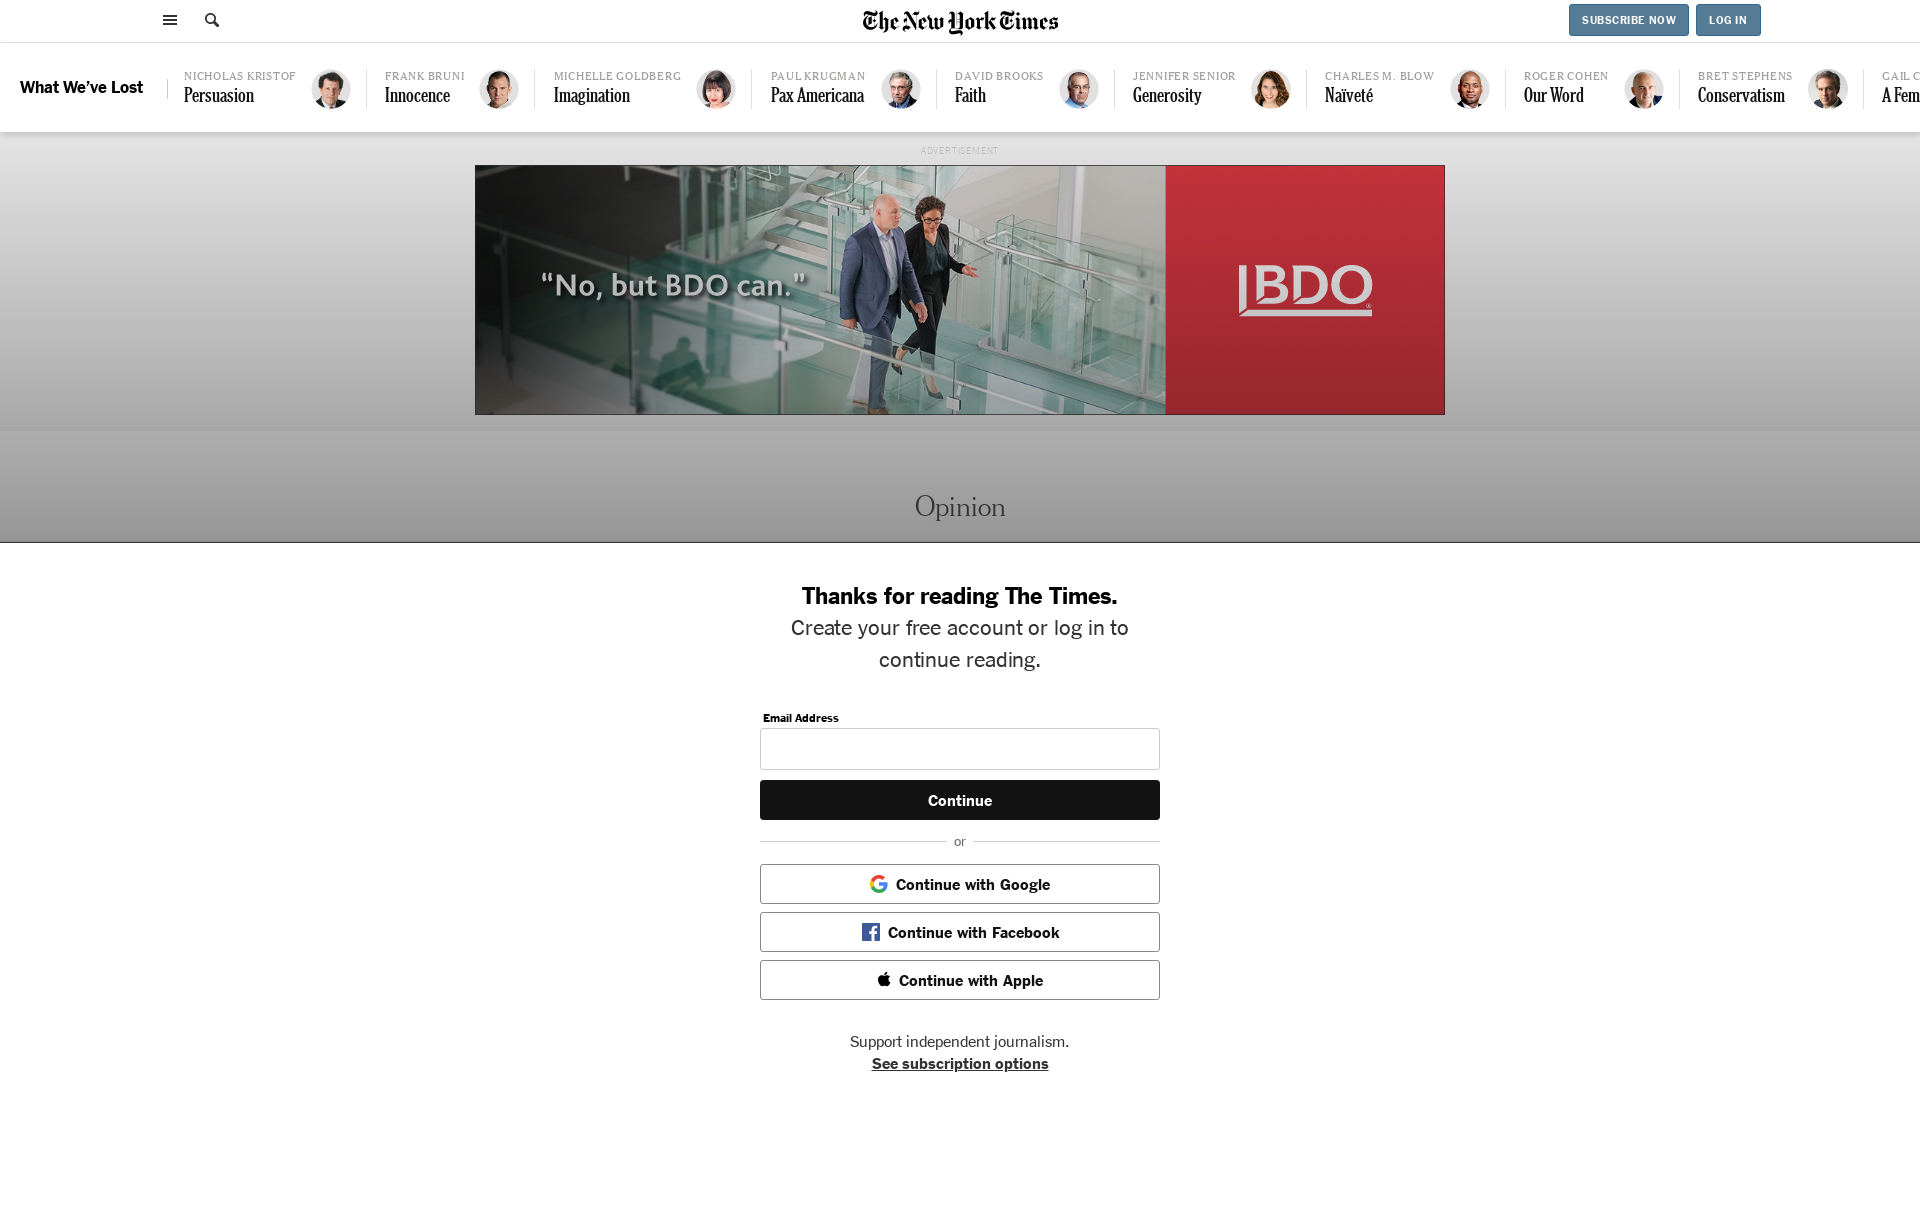 The New York Times
SUBSCRIBE NOW
LOG IN
What We've Lost
NICHOLAS KRISTOF
Persuasion
FRANK BRUNI
Innocence
MICHELLE GOLDBERG
Imagination
PAUL KRUGMAN
Pax Americana
DAVID BROOKS
Faith
JENNIFER SENIOR
Generosity
CHARLES M. BLOW
Naïveté
ROGER COHEN
Our Word
BRET STEPHENS
Conservatism
GAIL C
A Fem
ADVERTISEMENT
“No, but BDO can.”
BDO
Opinion
Thanks for reading The Times.
Create your free account or log in to
continue reading.
Email Address
Continue
or
Continue with Google
Continue with Facebook
Continue with Apple
Support independent journalism.
See subscription options